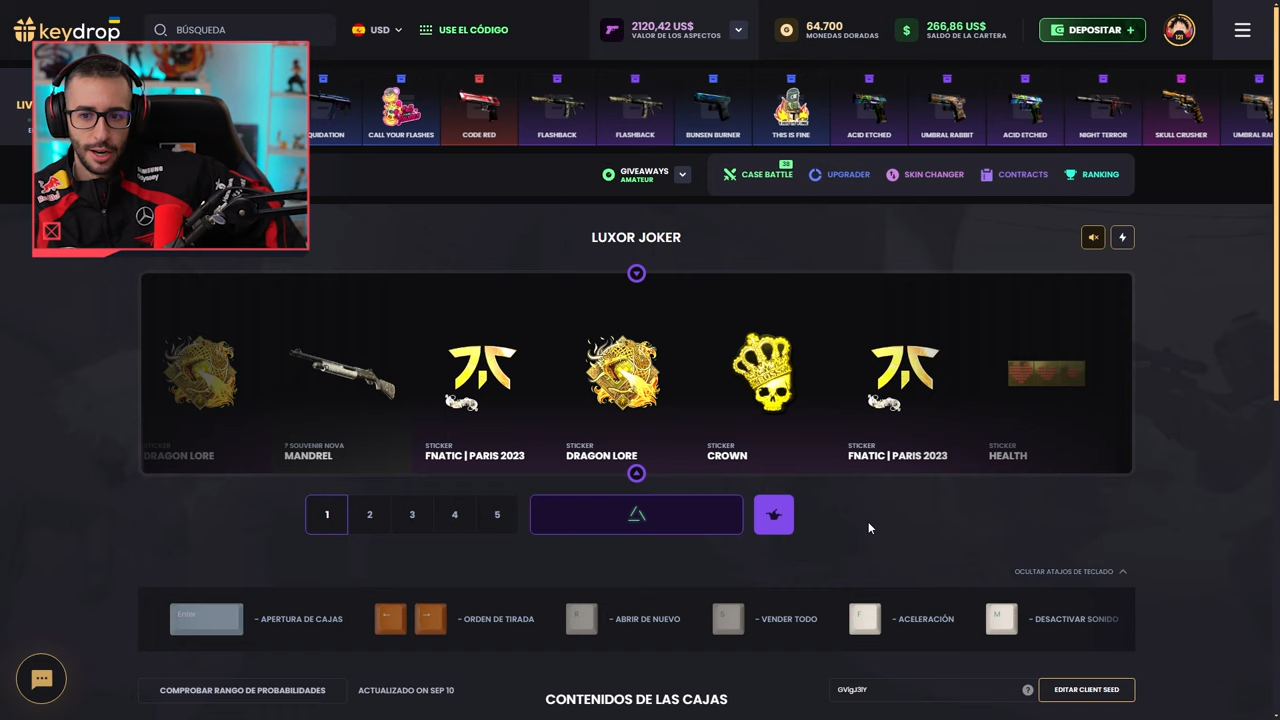 keydrop
BÚSQUEDA
USD
USE EL CÓDIGO
2120,42 US$
VALOR DE LOS ASPECTOS
64.700
MONEDAS DORADAS
266,86 US$
SALDO DE LA CARTERA
DEPOSITAR +
121
CALL YOUR FLASHES
CODE RED
FLASHBACK
FLASHBACK
BUNSEN BURNER
THIS IS FINE
ACID ETCHED
UMBRAL RABBIT
ACID ETCHED
NIGHT TERROR
SKULL CRUSHER
GIVEAWAYS
AMATEUR
38
CASE BATTLE
UPGRADER
SKIN CHANGER
CONTRACTS
RANKING
SAMSUNG
Odyssey
LUXOR JOKER
STICKER
DRAGON LORE
? SOUVENIR NOVA
MANDREL
STICKER
FNATIC | PARIS 2023
STICKER
DRAGON LORE
STICKER
CROWN
STICKER
FNATIC | PARIS 2023
STICKER
HEALTH
1
2
3
4
5
OCULTAR ATAJOS DE TECLADO
Enter
- APERTURA DE CAJAS
← →
- ORDEN DE TIRADA
R
- ABRIR DE NUEVO
S
- VENDER TODO
F
- ACELERACIÓN
M
- DESACTIVAR SONIDO
COMPROBAR RANGO DE PROBABILIDADES
ACTUALIZADO ON SEP 10
CONTENIDOS DE LAS CAJAS
?
EDITAR CLIENT SEED